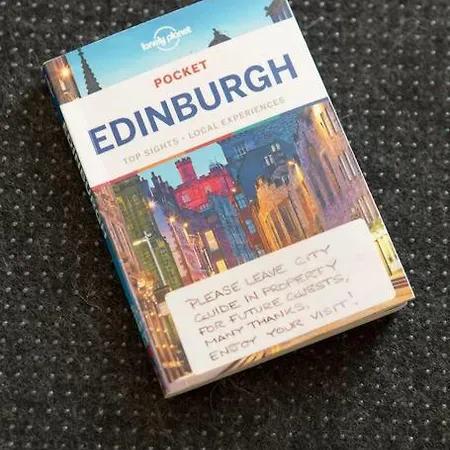 lonely planet
POCKET
EDINBURGH
TOP SIGHTS • LOCAL EXPERIENCES
PLEASE LEAVE CITY
GUIDE IN PROPERTY
FOR FUTURE GUESTS,
MANY THANKS,
ENJOY YOUR VISIT!